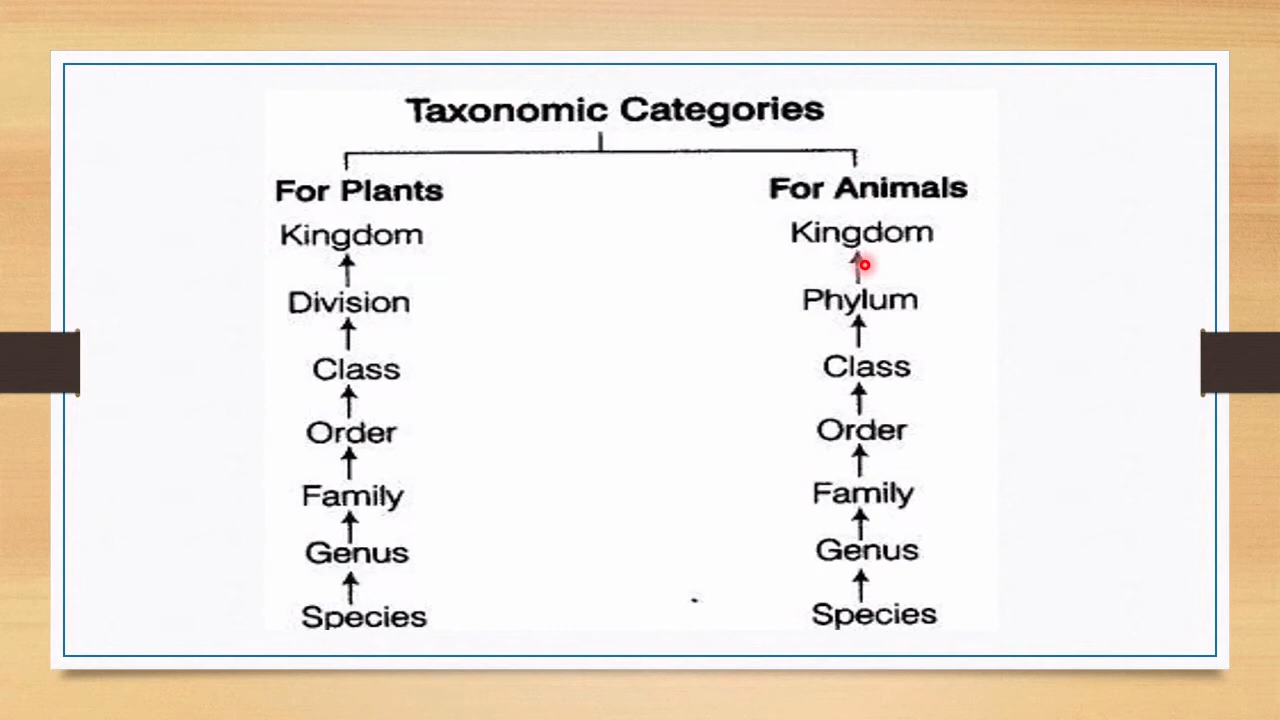 Taxonomic Categories
For Plants
Kingdom
Division
Class
Order
Family
Genus
Species
For Animals
Kingdom
Phylum
Class
Order
Family
Genus
Species